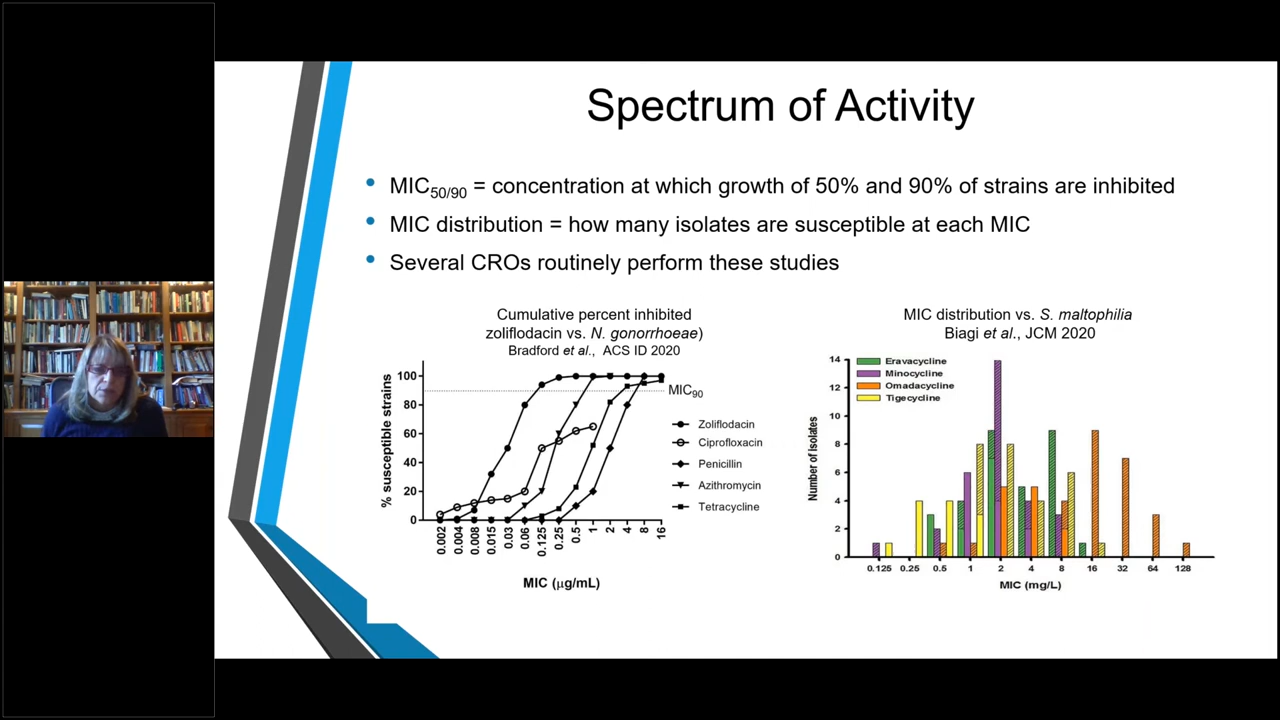 Spectrum of Activity
• MIC50/90 = concentration at which growth of 50% and 90% of strains are inhibited
• MIC distribution = how many isolates are susceptible at each MIC
• Several CROs routinely perform these studies
Cumulative percent inhibited
zoliflodacin vs. N. gonorrhoeae)
Bradford et al., ACS ID 2020
% susceptible strains
100
80
60
40
20
0
MIC90
Zoliflodacin
Ciprofloxacin
Penicillin
Azithromycin
Tetracycline
0.002 0.004 0.008 0.015 0.03 0.06 0.125 0.25 0.5 1 2 4 8 16
MIC (μg/mL)
MIC distribution vs. S. maltophilia
Biagi et al., JCM 2020
Number of isolates
14
12
10
8
6
4
2
0
Eravacycline
Minocycline
Omadacycline
Tigecycline
0.125 0.25 0.5 1 2 4 8 16 32 64 128
MIC (mg/L)